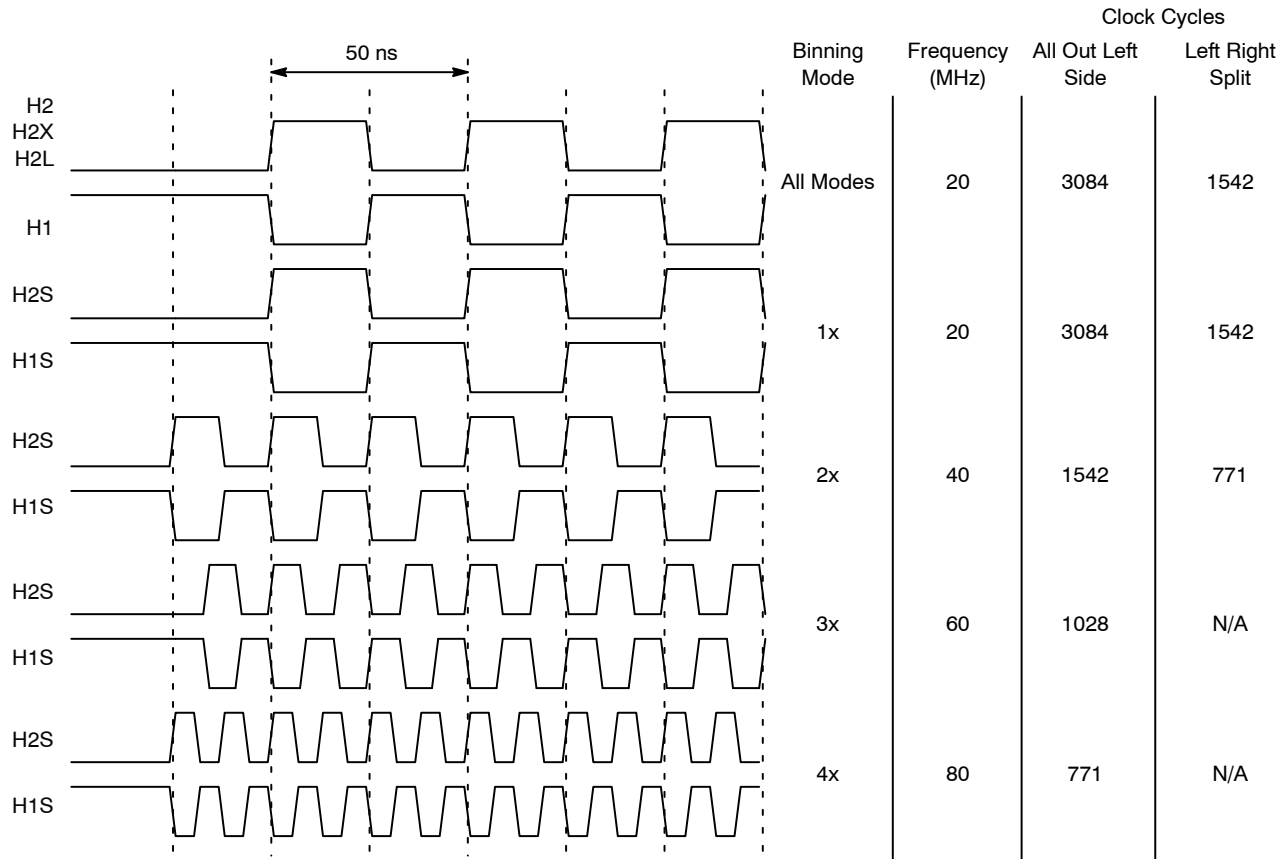 Clock Cycles
Binning Mode
Frequency (MHz)
All Out Left Side
Left Right Split
50 ns
H2
H2X
H2L
H1
All Modes 20 3084 1542
H2S
H1S
1x 20 3084 1542
H2S
H1S
2x 40 1542 771
H2S
H1S
3x 60 1028 N/A
H2S
H1S
4x 80 771 N/A